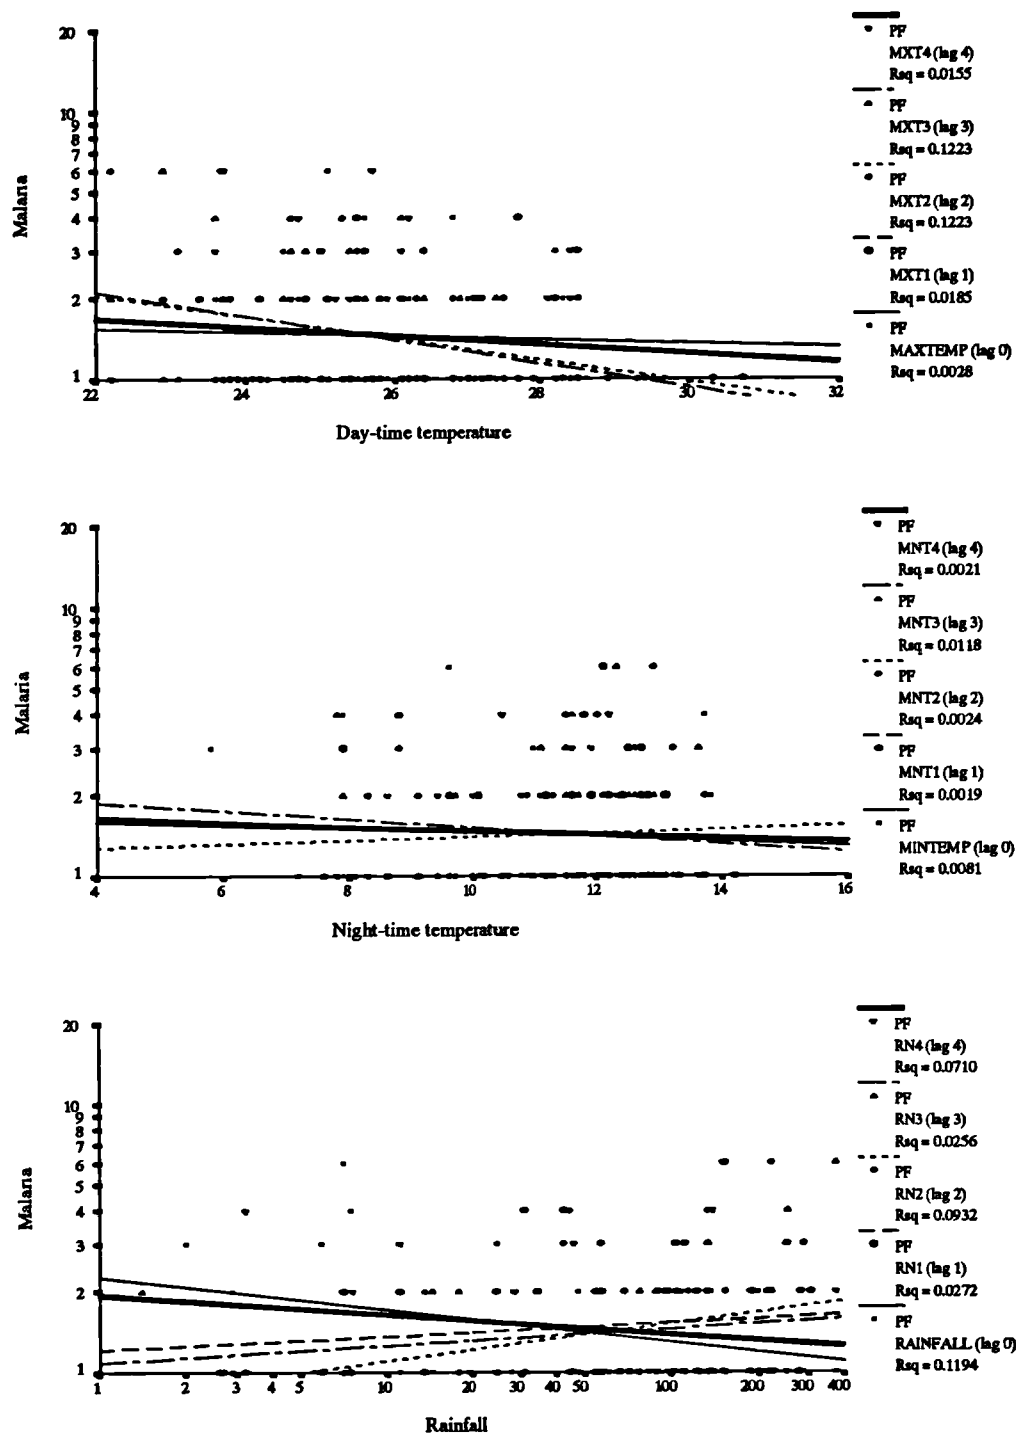 20
10
9
8
7
6
5
4
3
2
1
Malaria
22 24 26 28 30 32
Day-time temperature
PF
MXT4 (lag 4)
Rsq = 0.0155
PF
MXT3 (lag 3)
Rsq = 0.1223
PF
MXT2 (lag 2)
Rsq = 0.1223
PF
MXT1 (lag 1)
Rsq = 0.0185
PF
MAXTEMP (lag 0)
Rsq = 0.0028
20
10
9
8
7
6
5
4
3
2
1
Malaria
4 6 8 10 12 14 16
Night-time temperature
PF
MNT4 (lag 4)
Rsq = 0.0021
PF
MNT3 (lag 3)
Rsq = 0.0118
PF
MNT2 (lag 2)
Rsq = 0.0024
PF
MNT1 (lag 1)
Rsq = 0.0019
PF
MINTEMP (lag 0)
Rsq = 0.0081
20
10
9
8
7
6
5
4
3
2
1
Malaria
1 2 3 4 5 10 20 30 40 50 100 200 300 400
Rainfall
PF
RN4 (lag 4)
Rsq = 0.0710
PF
RN3 (lag 3)
Rsq = 0.0256
PF
RN2 (lag 2)
Rsq = 0.0932
PF
RN1 (lag 1)
Rsq = 0.0272
PF
RAINFALL (lag 0)
Rsq = 0.1194